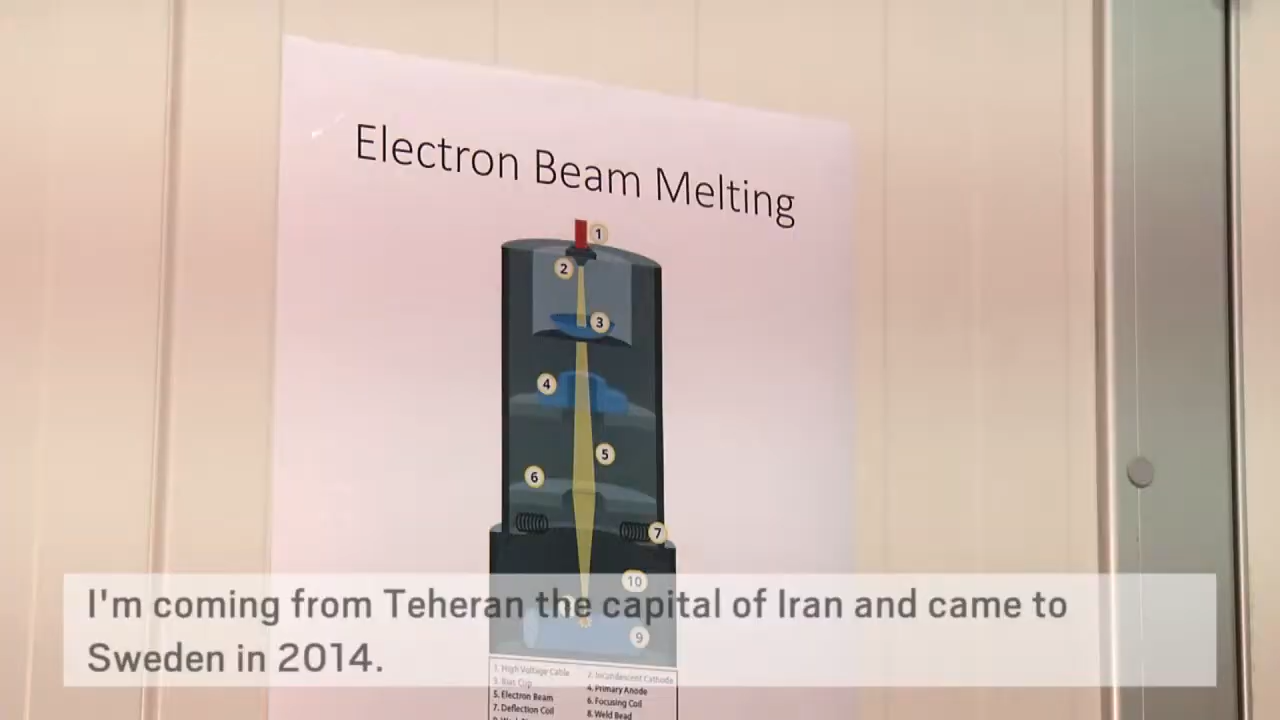 Electron Beam Melting
1
2
3
4
5
6
7
10
9
I'm coming from Teheran the capital of Iran and came to
Sweden in 2014.
1. High Voltage Cable 2. Incandescent Cathode
3. Bias Cup 4. Primary Anode
5. Electron Beam 6. Focusing Coil
7. Deflection Coil 8. Weld Bead